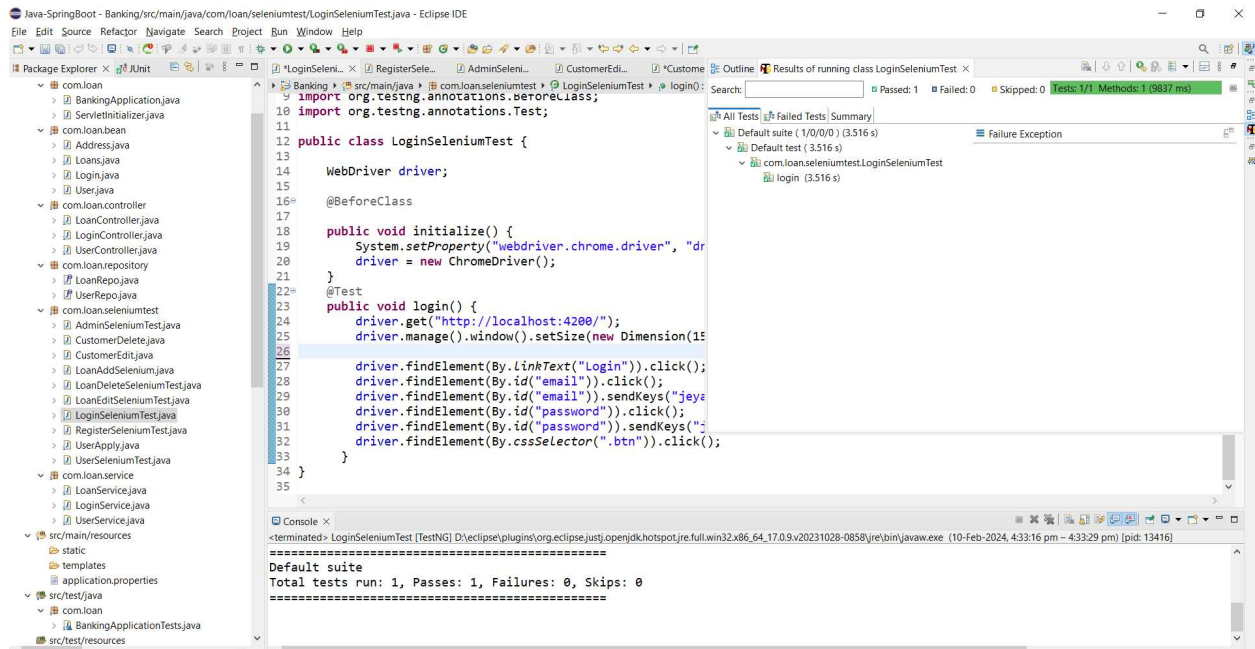 Java-SpringBoot - Banking/src/main/java/com/loan/seleniumtest/LoginSeleniumTest.java - Eclipse IDE
File Edit Source Refactor Navigate Search Project Run Window Help
Package Explorer JUnit
com.loan
BankingApplication.java
ServletInitializer.java
com.loan.bean
Address.java
Loans.java
Login.java
User.java
com.loan.controller
LoanController.java
LoginController.java
UserController.java
com.loan.repository
LoanRepo.java
UserRepo.java
com.loan.seleniumtest
AdminSeleniumTest.java
CustomerDelete.java
CustomerEdit.java
LoanAddSelenium.java
LoanDeleteSeleniumTest.java
LoanEditSeleniumTest.java
LoginSeleniumTest.java
RegisterSeleniumTest.java
UserApply.java
UserSeleniumTest.java
com.loan.service
LoanService.java
LoginService.java
UserService.java
src/main/resources
static
templates
application.properties
src/test/java
com.loan
BankingApplicationTests.java
src/test/resources
*LoginSeleni... RegisterSele... AdminSeleni... CustomerEdi... *Custome
Banking src/main/java com.loan.seleniumtest LoginSeleniumTest login() :
9 import org.testng.annotations.BeforeClass;
10 import org.testng.annotations.Test;
11
12 public class LoginSeleniumTest {
13
14 WebDriver driver;
15
16 @BeforeClass
17
18 public void initialize() {
19 System.setProperty("webdriver.chrome.driver", "dr
20 driver = new ChromeDriver();
21 }
22 @Test
23 public void login() {
24 driver.get("http://localhost:4200/");
25 driver.manage().window().setSize(new Dimension(15
26
27 driver.findElement(By.linkText("Login")).click();
28 driver.findElement(By.id("email")).click();
29 driver.findElement(By.id("email")).sendKeys("jeya
30 driver.findElement(By.id("password")).click();
31 driver.findElement(By.id("password")).sendKeys("j
32 driver.findElement(By.cssSelector(".btn")).click();
33 }
34 }
35
Outline Results of running class LoginSeleniumTest
Search: Passed: 1 Failed: 0 Skipped: 0 Tests: 1/1 Methods: 1 (9837 ms)
All Tests Failed Tests Summary
Default suite ( 1/0/0/0 ) (3.516 s)
Default test ( 3.516 s)
com.loan.seleniumtest.LoginSeleniumTest
login (3.516 s)
Failure Exception
Console
<terminated> LoginSeleniumTest [TestNG] D:\eclipse\plugins\org.eclipse.justj.openjdk.hotspot.jre.full.win32.x86_64_17.0.9.v20231028-0858\jre\bin\javaw.exe (10-Feb-2024, 4:33:16 pm – 4:33:29 pm) [pid: 13416]
===============================================
Default suite
Total tests run: 1, Passes: 1, Failures: 0, Skips: 0
===============================================